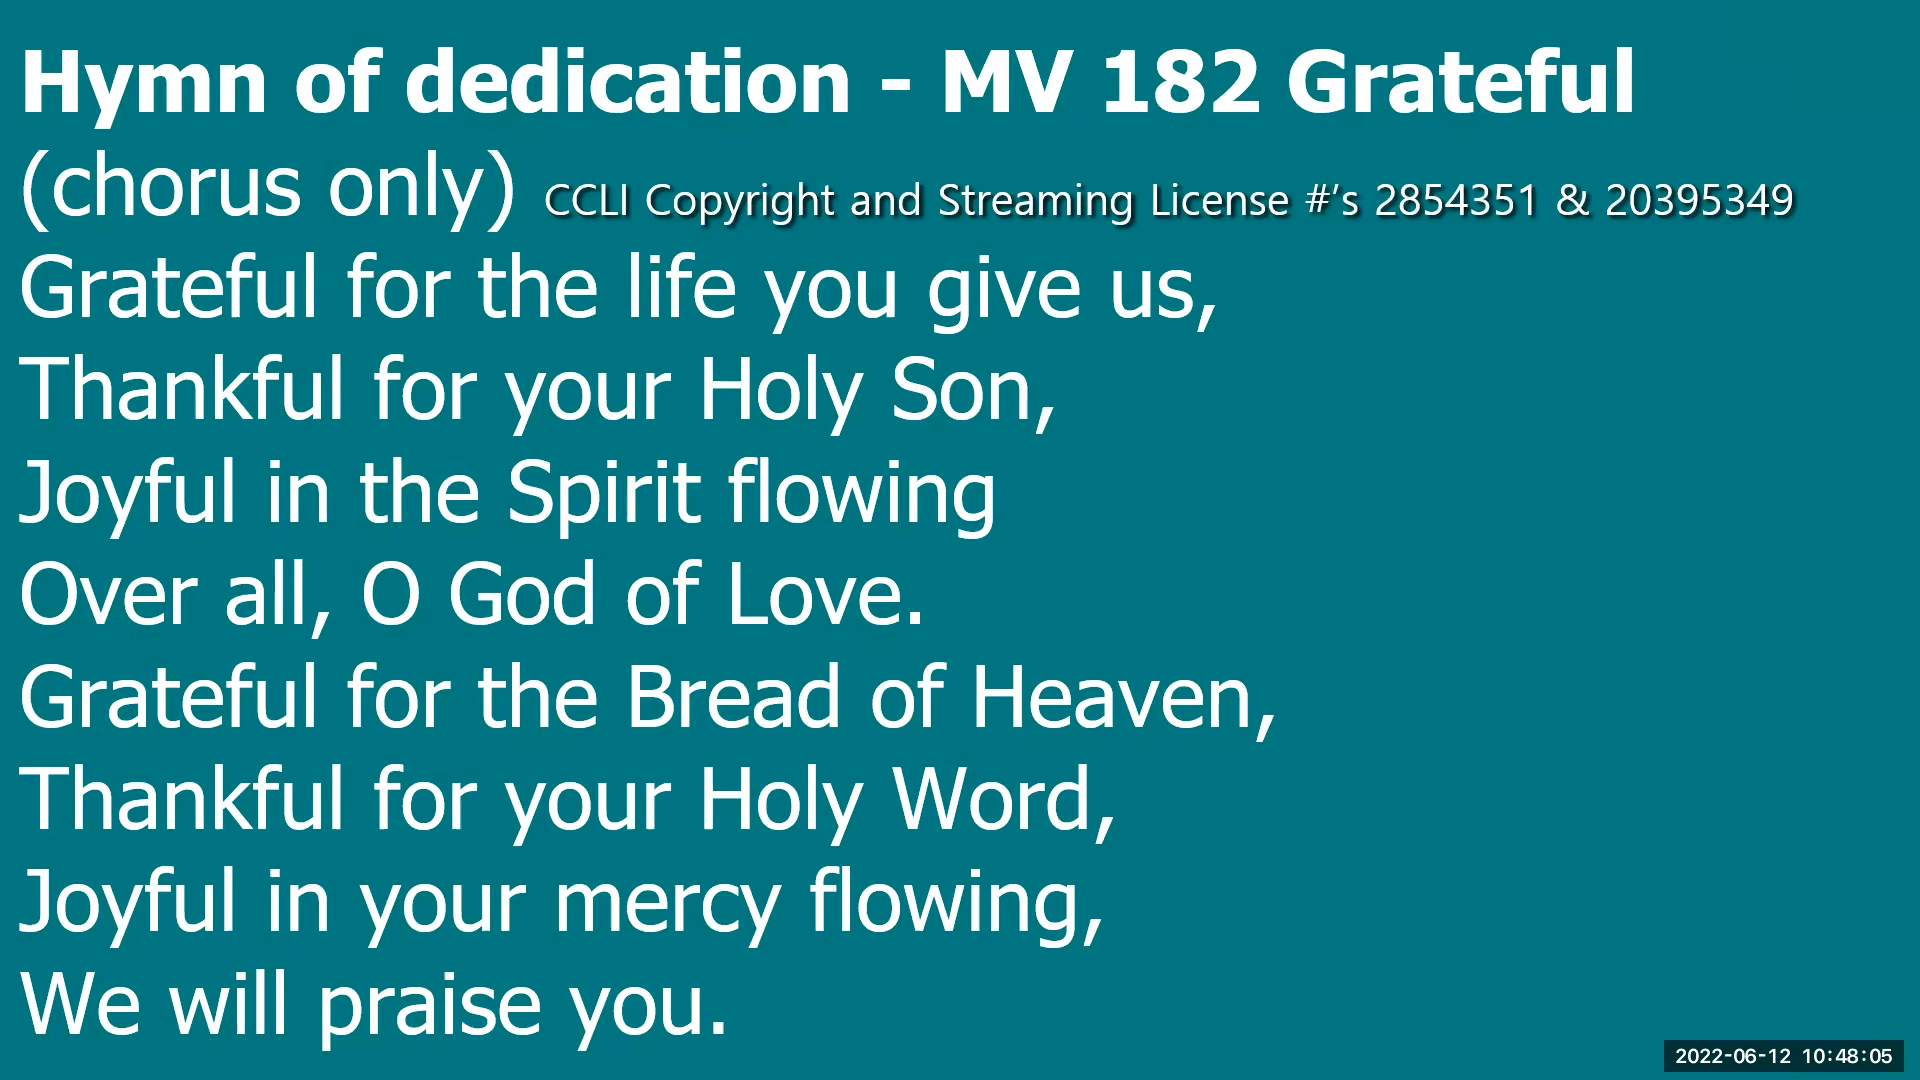 Hymn of dedication - MV 182 Grateful
(chorus only) CCLI Copyright and Streaming License #'s 2854351 & 20395349
Grateful for the life you give us,
Thankful for your Holy Son,
Joyful in the Spirit flowing
Over all, O God of Love.
Grateful for the Bread of Heaven,
Thankful for your Holy Word,
Joyful in your mercy flowing,
We will praise you.
2022-06-12 10:48:05